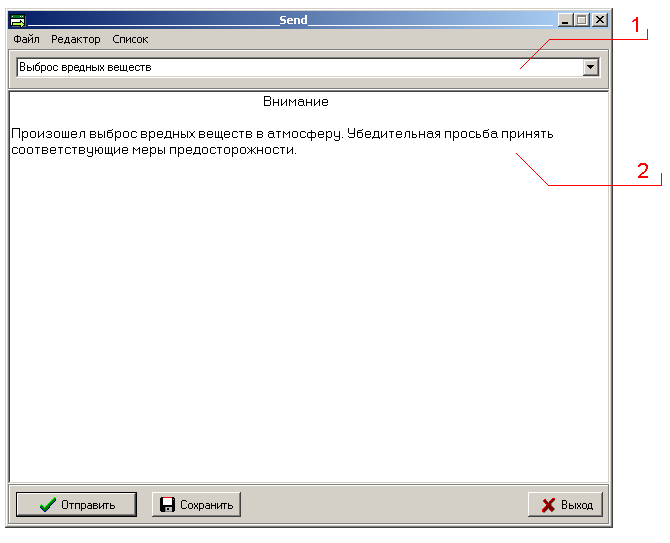 Send
1
Файл Редактор Список
Выброс вредных веществ
Внимание
Произошел выброс вредных веществ в атмосферу. Убедительная просьба принять
соответствующие меры предосторожности.
2
Отправить Сохранить Выход